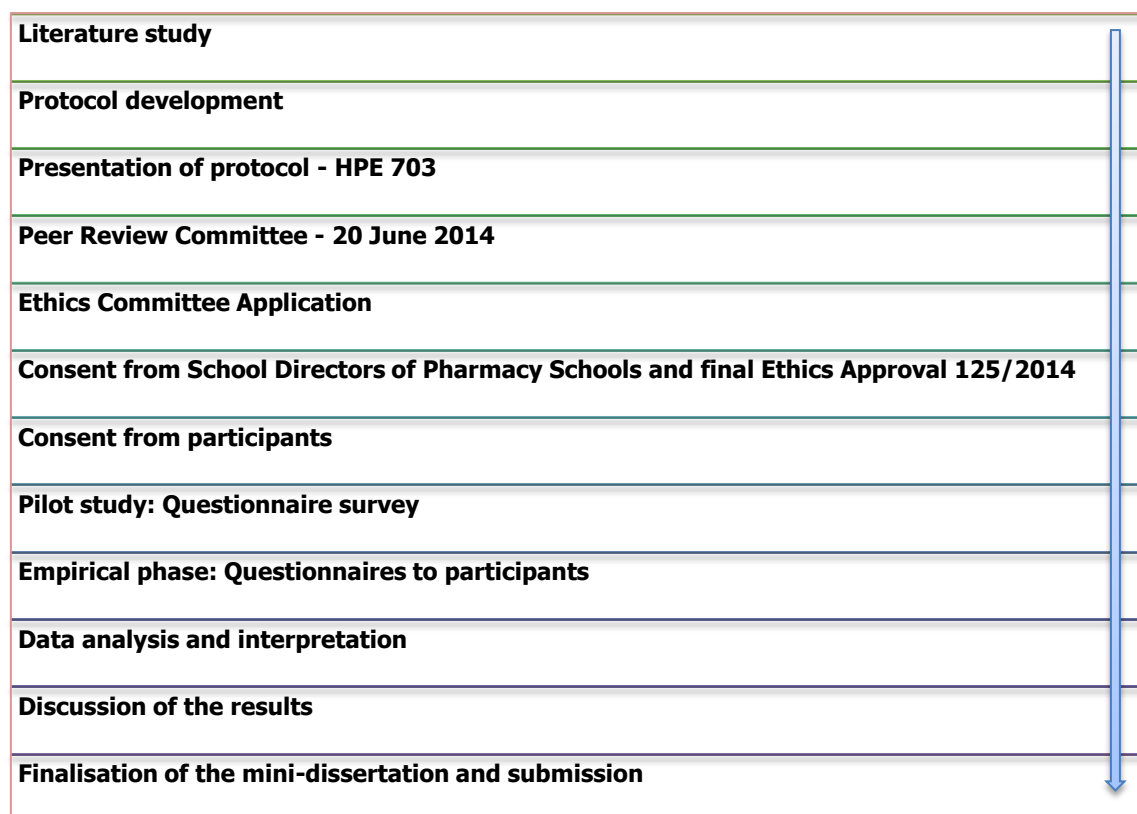 Literature study
Protocol development
Presentation of protocol - HPE 703
Peer Review Committee - 20 June 2014
Ethics Committee Application
Consent from School Directors of Pharmacy Schools and final Ethics Approval 125/2014
Consent from participants
Pilot study: Questionnaire survey
Empirical phase: Questionnaires to participants
Data analysis and interpretation
Discussion of the results
Finalisation of the mini-dissertation and submission